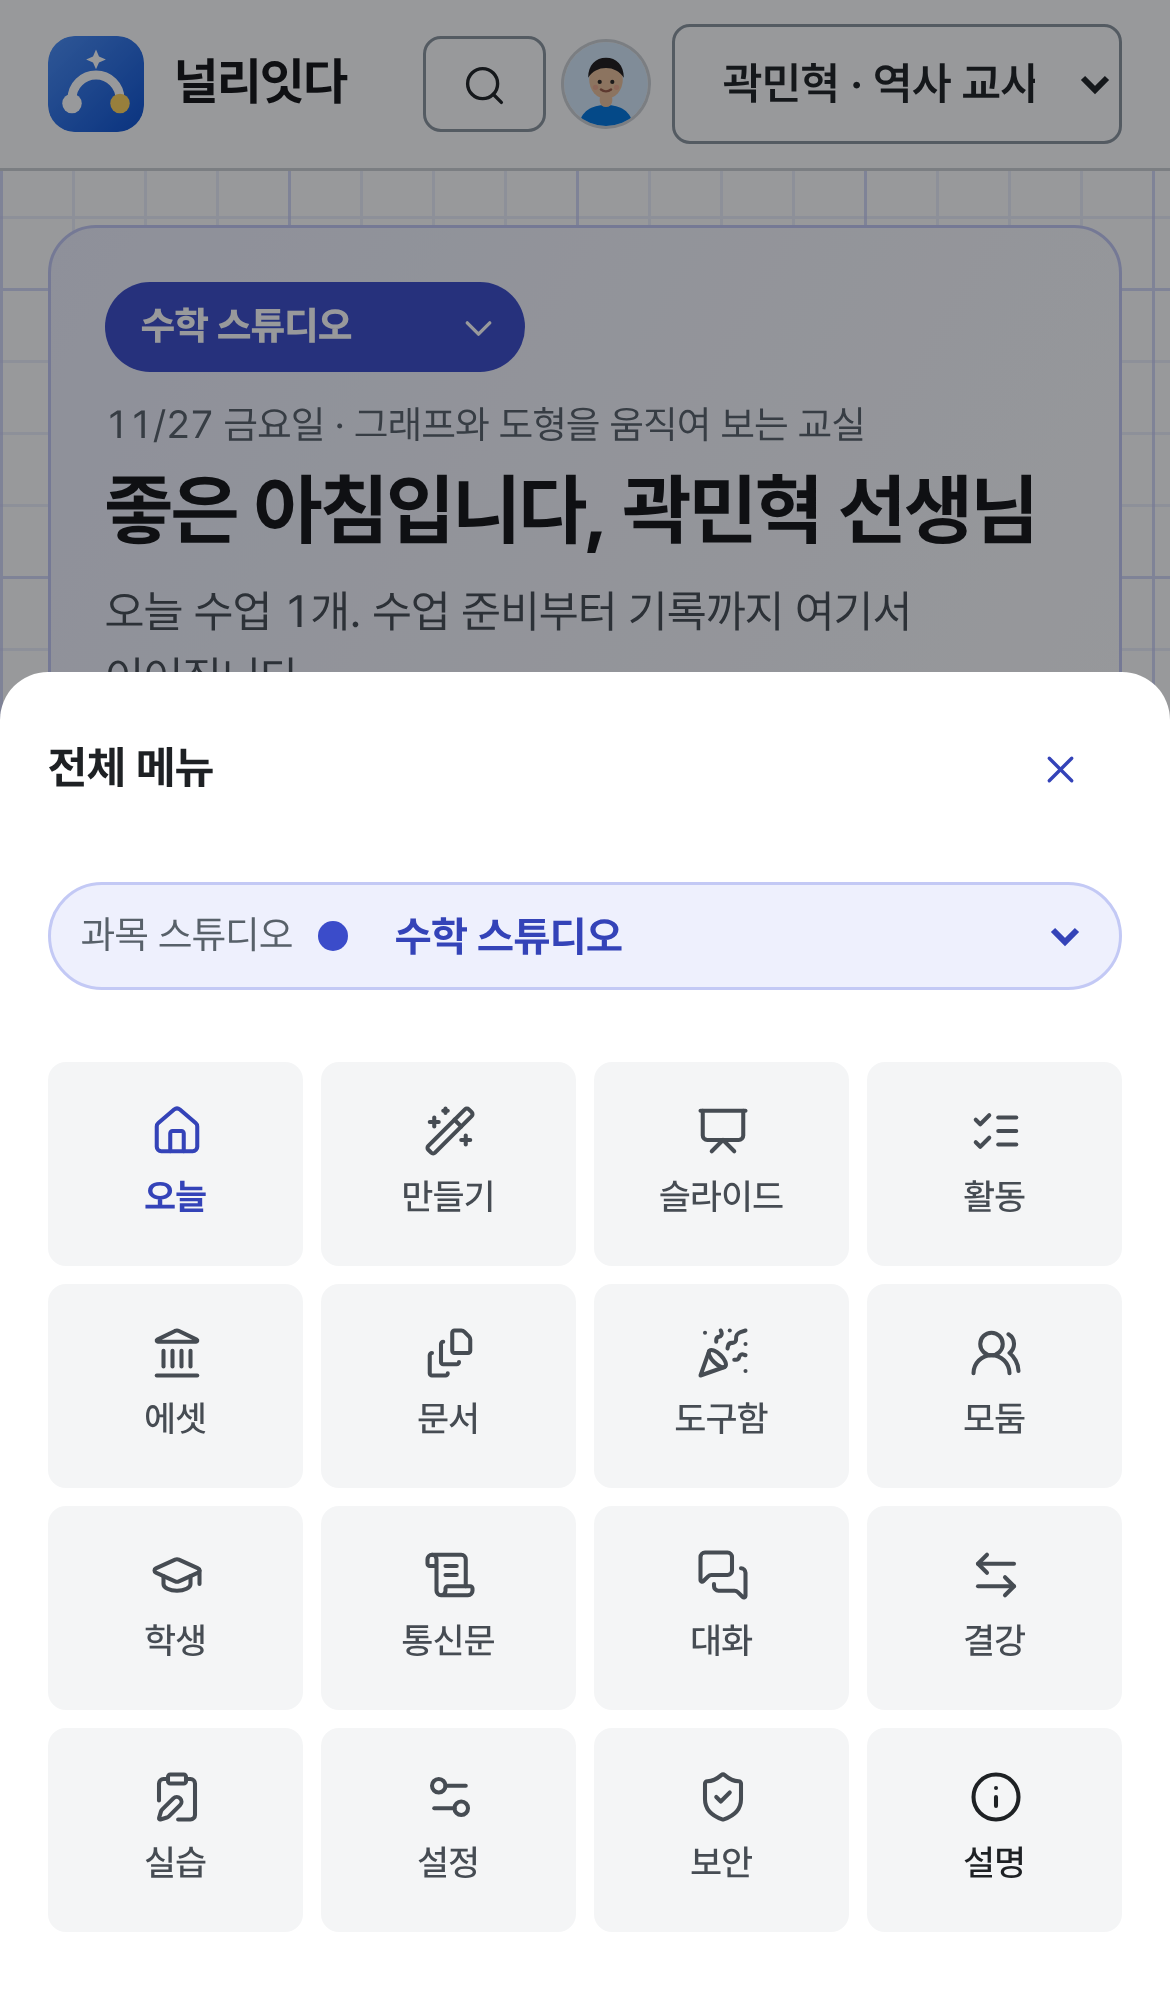 널리잇다
곽민혁 · 역사 교사
수학 스튜디오
11/27 금요일 · 그래프와 도형을 움직여 보는 교실
좋은 아침입니다, 곽민혁 선생님
오늘 수업 1개. 수업 준비부터 기록까지 여기서
전체 메뉴
과목 스튜디오 수학 스튜디오
오늘 만들기 슬라이드 활동
에셋 문서 도구함 모둠
학생 통신문 대화 결강
실습 설정 보안 설명